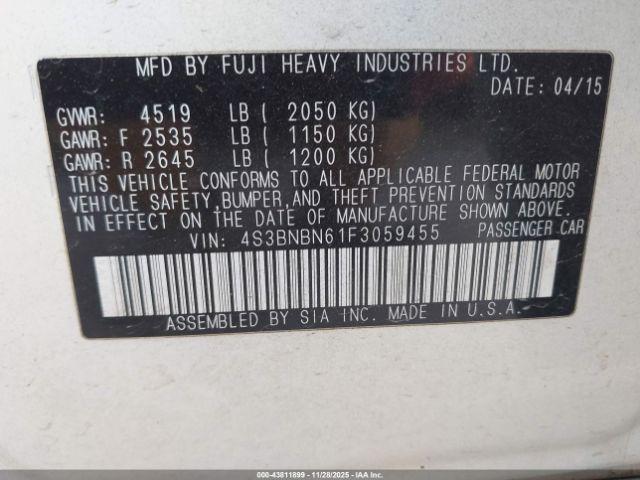 MFD BY FUJI HEAVY INDUSTRIES LTD.
DATE: 04/15
GVWR: 4519 LB ( 2050 KG)
GAWR: F 2535 LB ( 1150 KG)
GAWR: R 2645 LB ( 1200 KG)
THIS VEHICLE CONFORMS TO ALL APPLICABLE FEDERAL MOTOR
VEHICLE SAFETY, BUMPER, AND THEFT PREVENTION STANDARDS
IN EFFECT ON THE DATE OF MANUFACTURE SHOWN ABOVE.
VIN: 4S3BNBN61F3059455 PASSENGER CAR
ASSEMBLED BY SIA INC. MADE IN U.S.A.
000-43811899 | 11/28/2025 | IAA, Inc.